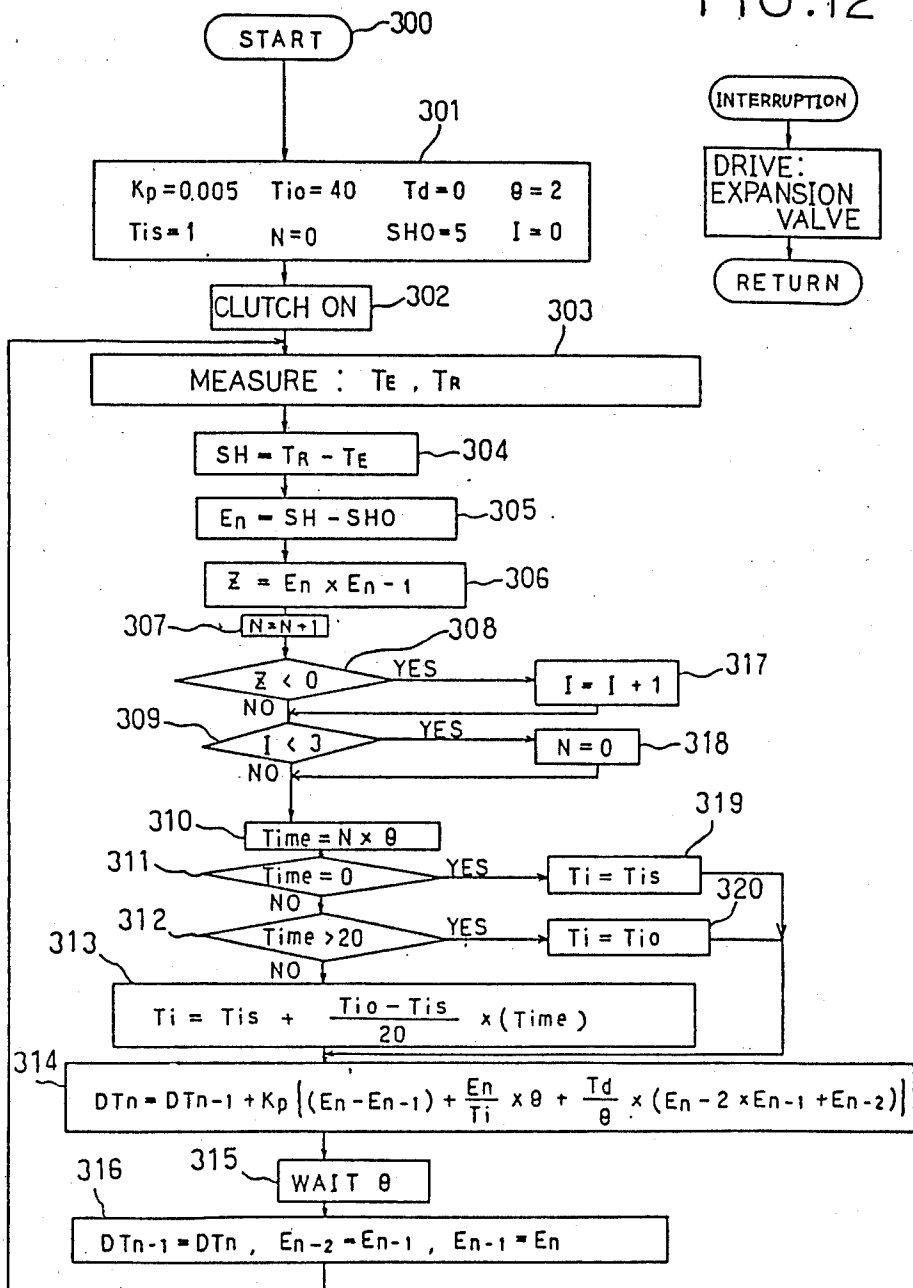 FIG.12
START
300
INTERRUPTION
DRIVE:
EXPANSION
VALVE
RETURN
301
Kp=0.005 Tio=40 Td=0 θ=2
Tis=1 N=0 SHO=5 I=0
CLUTCH ON
302
303
MEASURE : TE , TR
SH = TR - TE
304
En = SH - SHO
305
Z = En x En-1
306
307
N=N+1
308
Z < 0
YES
NO
I = I + 1
317
309
I < 3
YES
NO
N = 0
318
310
Time = N x θ
311
Time = 0
YES
NO
Ti = Tis
319
312
Time >20
YES
NO
Ti = Tio
320
313
Ti = Tis + Tio - Tis / 20 x (Time)
314
DTn = DTn-1 + Kp {(En - En-1) + En / Ti x θ + Td / θ x (En - 2 x En-1 + En-2)}
315
WAIT θ
316
DTn-1 = DTn , En-2 = En-1 , En-1 = En